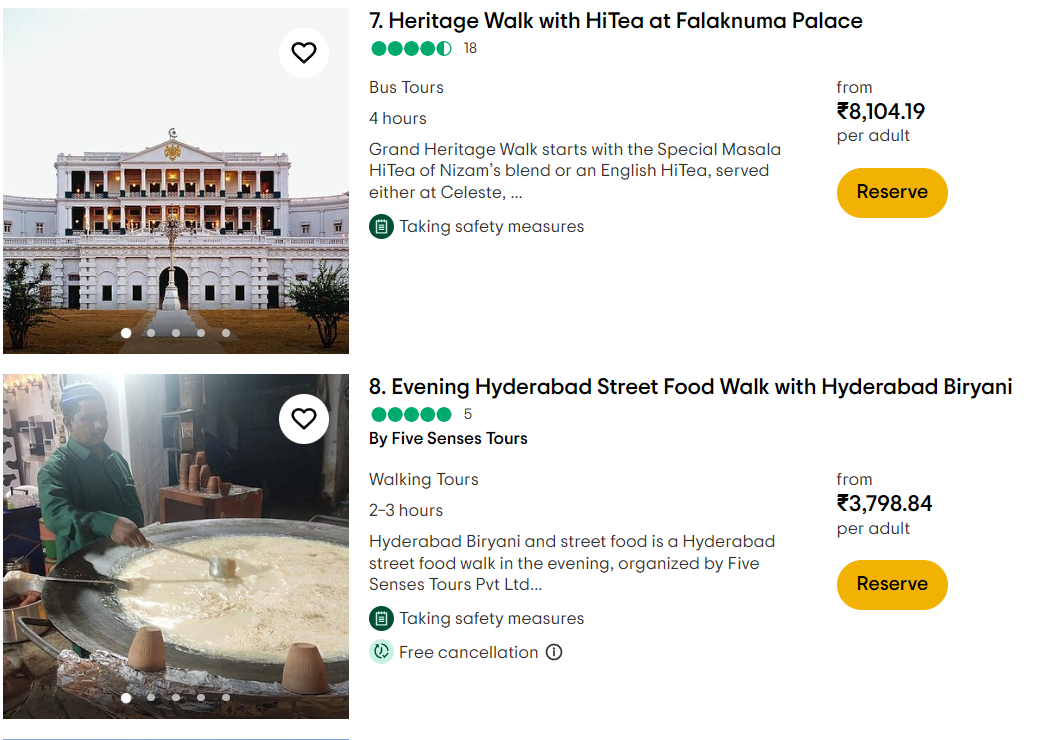 7. Heritage Walk with HiTea at Falaknuma Palace
18
Bus Tours
4 hours
Grand Heritage Walk starts with the Special Masala
HiTea of Nizam’s blend or an English HiTea, served
either at Celeste, ...
Taking safety measures
from
₹8,104.19
per adult
Reserve
8. Evening Hyderabad Street Food Walk with Hyderabad Biryani
5
By Five Senses Tours
Walking Tours
2–3 hours
Hyderabad Biryani and street food is a Hyderabad
street food walk in the evening, organized by Five
Senses Tours Pvt Ltd...
Taking safety measures
Free cancellation
from
₹3,798.84
per adult
Reserve